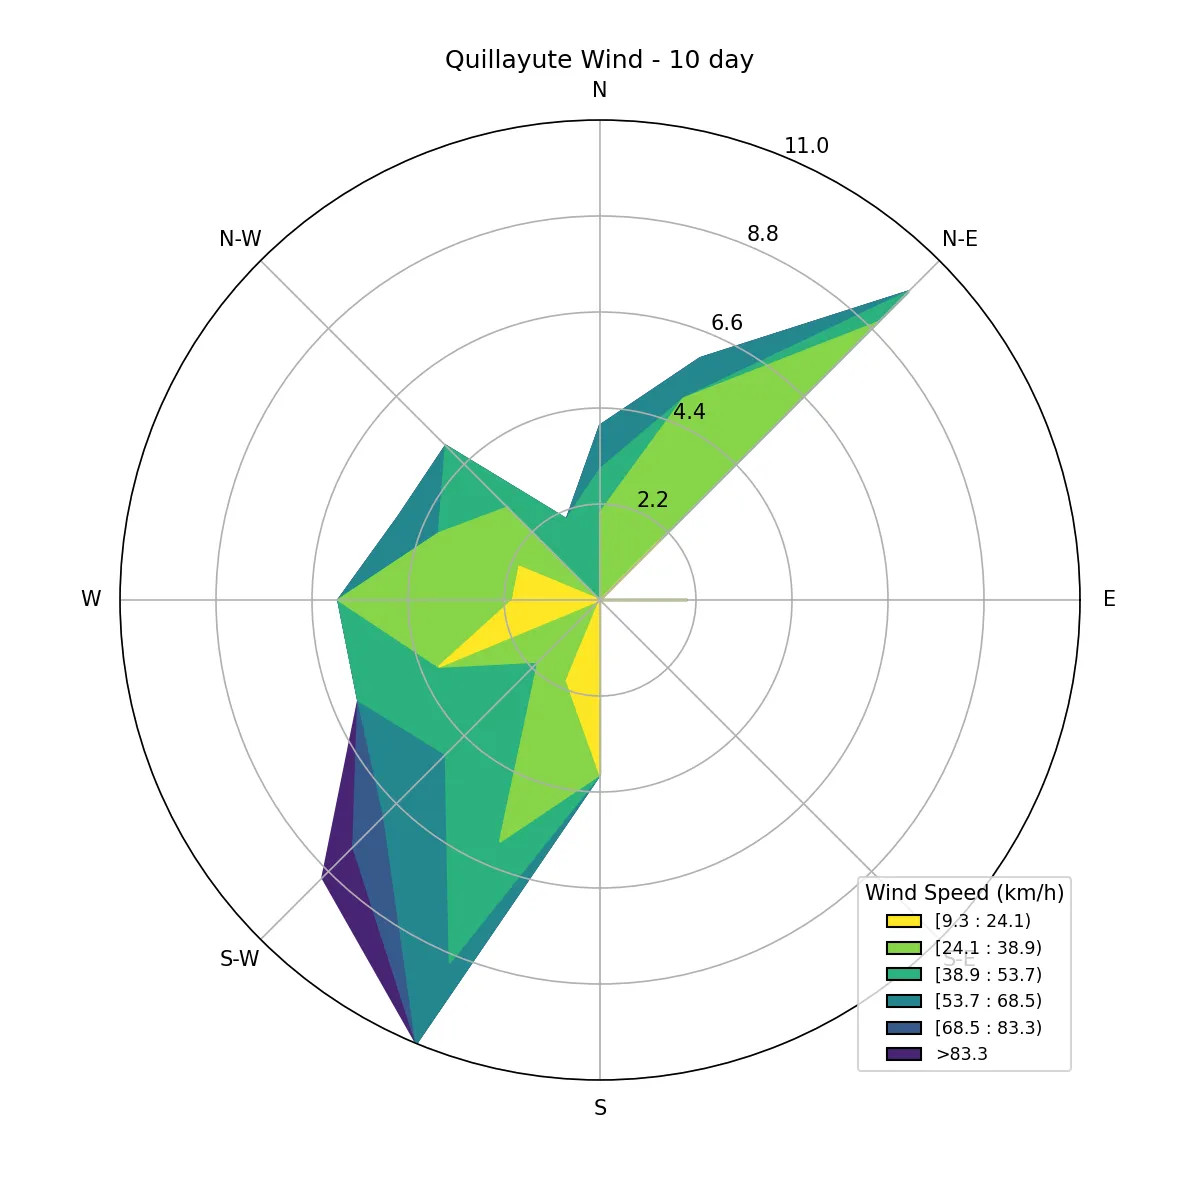 Quillayute Wind - 10 day
N
11.0
8.8
N-W
N-E
6.6
4.4
2.2
W
E
Wind Speed (km/h)
[9.3 : 24.1)
[24.1 : 38.9)
S-W
S-E
[38.9 : 53.7)
[53.7 : 68.5)
[68.5 : 83.3)
>83.3
S